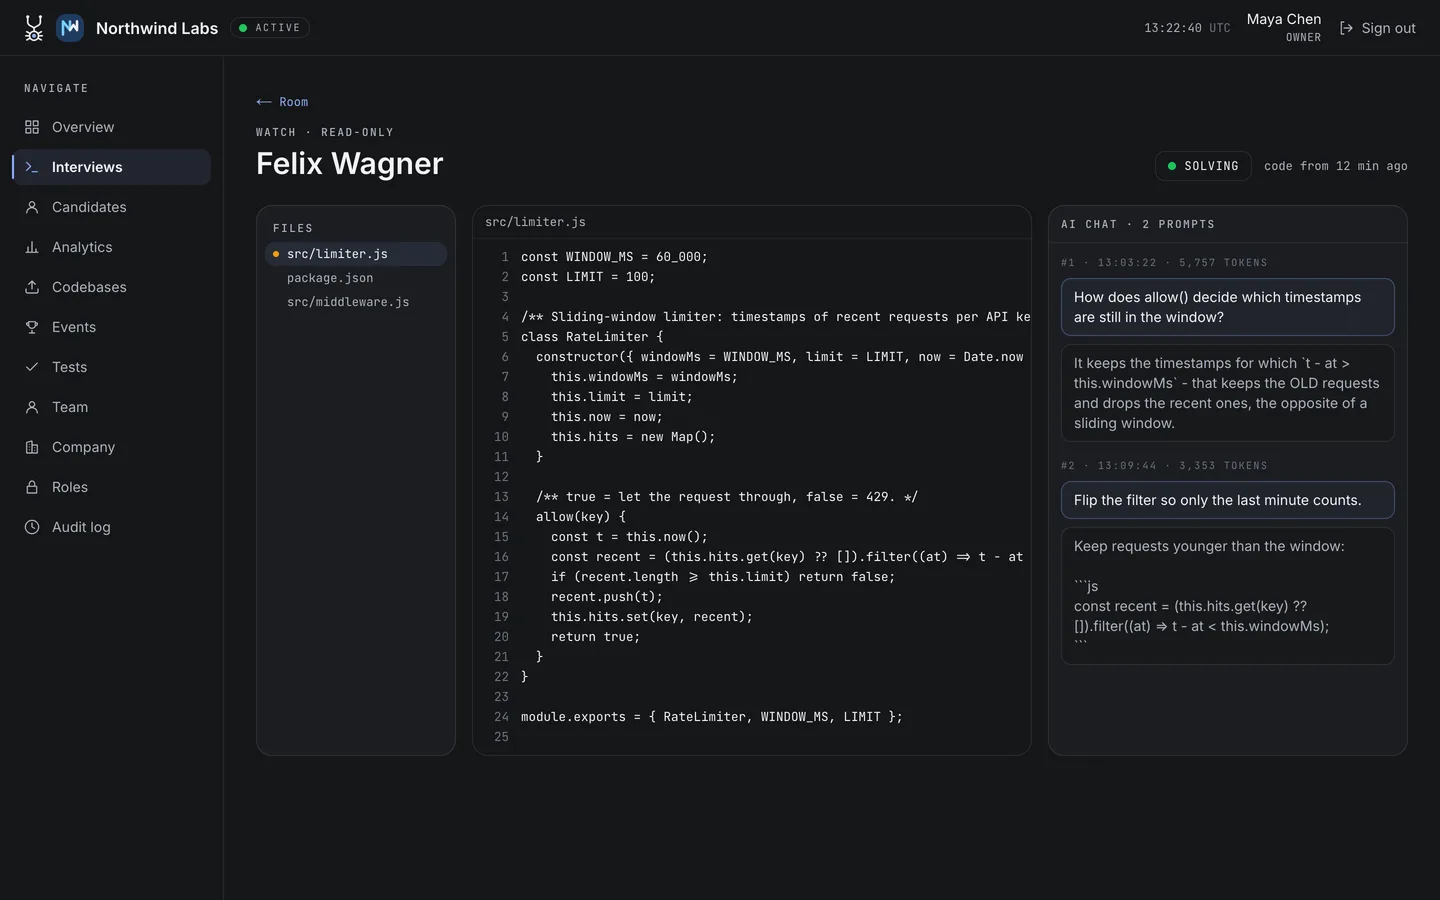 Northwind Labs
ACTIVE
13:22:40 UTC
Maya Chen
OWNER
Sign out
NAVIGATE
Overview
Interviews
Candidates
Analytics
Codebases
Events
Tests
Team
Company
Roles
Audit log
← Room
WATCH · READ-ONLY
Felix Wagner
SOLVING
code from 12 min ago
FILES
src/limiter.js
package.json
src/middleware.js
src/limiter.js
1 const WINDOW_MS = 60_000;
2 const LIMIT = 100;
3
4 /** Sliding-window limiter: timestamps of recent requests per API ke
5 class RateLimiter {
6   constructor({ windowMs = WINDOW_MS, limit = LIMIT, now = Date.now
7     this.windowMs = windowMs;
8     this.limit = limit;
9     this.now = now;
10     this.hits = new Map();
11   }
12
13   /** true = let the request through, false = 429. */
14   allow(key) {
15     const t = this.now();
16     const recent = (this.hits.get(key) ?? []).filter((at) => t - at
17     if (recent.length >= this.limit) return false;
18     recent.push(t);
19     this.hits.set(key, recent);
20     return true;
21   }
22 }
23
24 module.exports = { RateLimiter, WINDOW_MS, LIMIT };
25
AI CHAT · 2 PROMPTS
#1 · 13:03:22 · 5,757 TOKENS
How does allow() decide which timestamps
are still in the window?
It keeps the timestamps for which `t - at >
this.windowMs` - that keeps the OLD requests
and drops the recent ones, the opposite of a
sliding window.
#2 · 13:09:44 · 3,353 TOKENS
Flip the filter so only the last minute counts.
Keep requests younger than the window:
```js
const recent = (this.hits.get(key) ??
[]).filter((at) => t - at < this.windowMs);
```